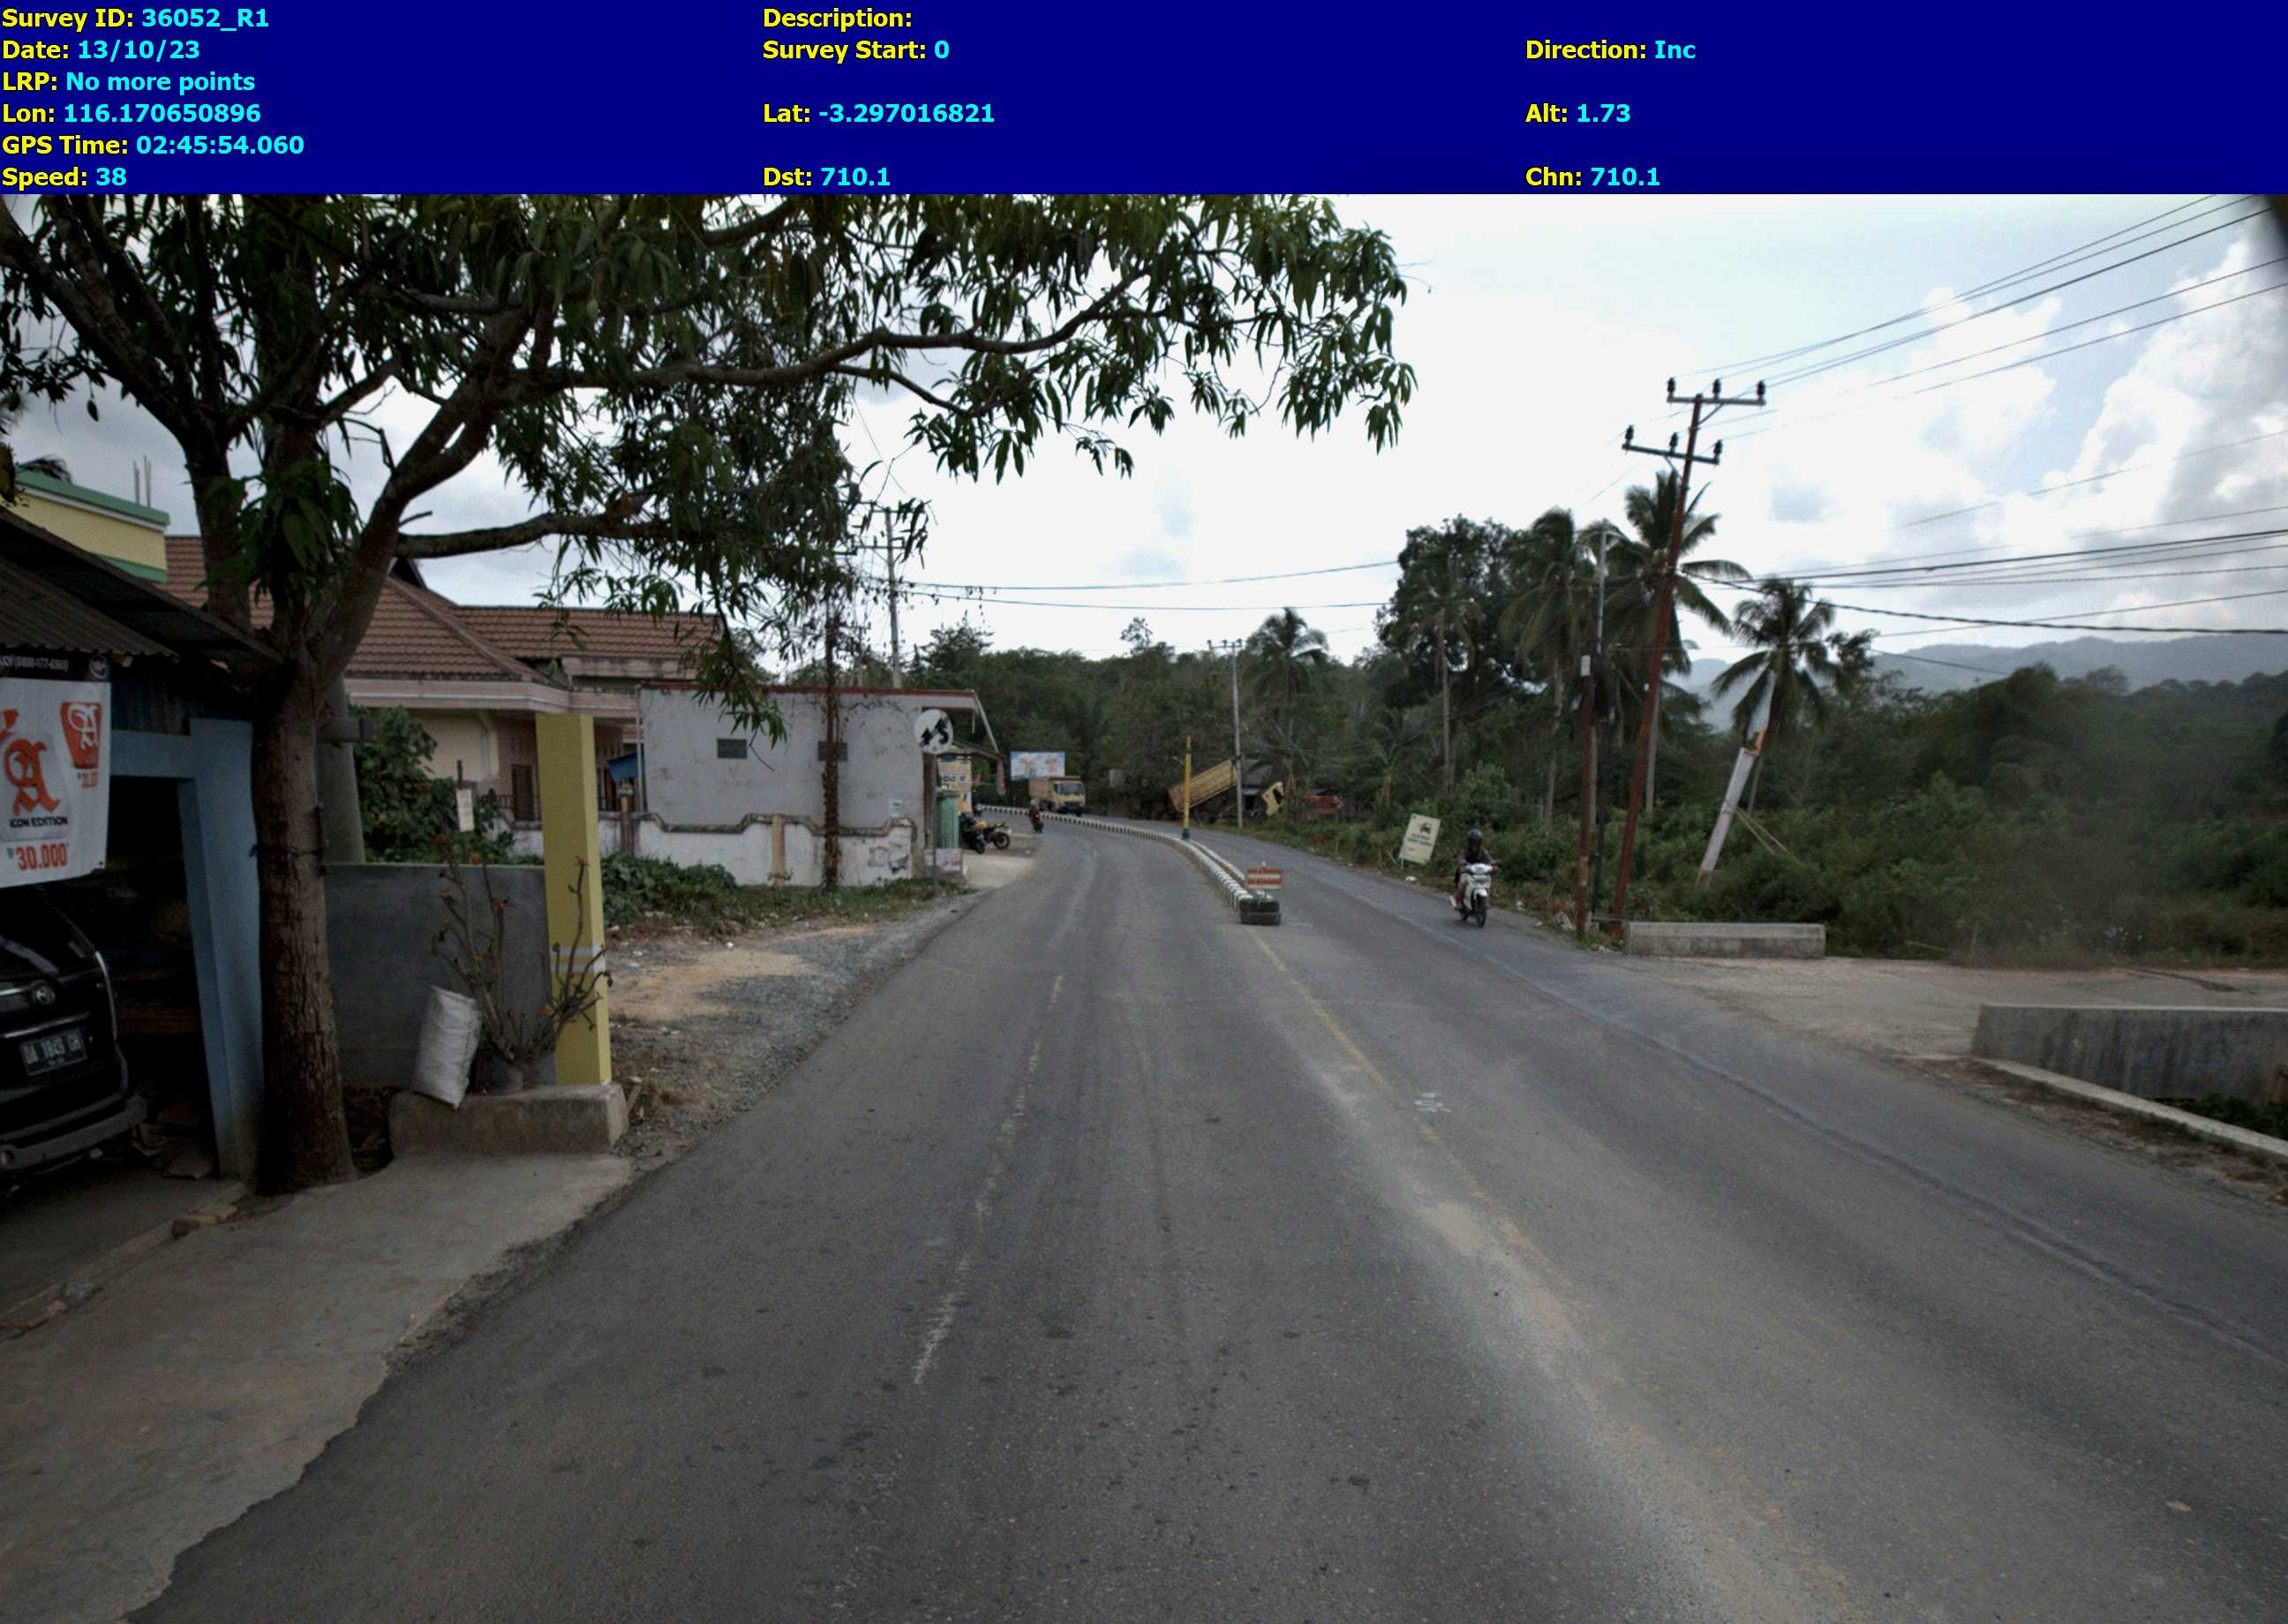 Survey ID: 36052_R1
Description:
Date: 13/10/23
Survey Start: 0
Direction: Inc
LRP: No more points
Lon: 116.170650896
Lat: -3.297016821
Alt: 1.73
GPS Time: 02:45:54.060
Speed: 38
Dst: 710.1
Chn: 710.1
A
A
ICON EDITION
30.000